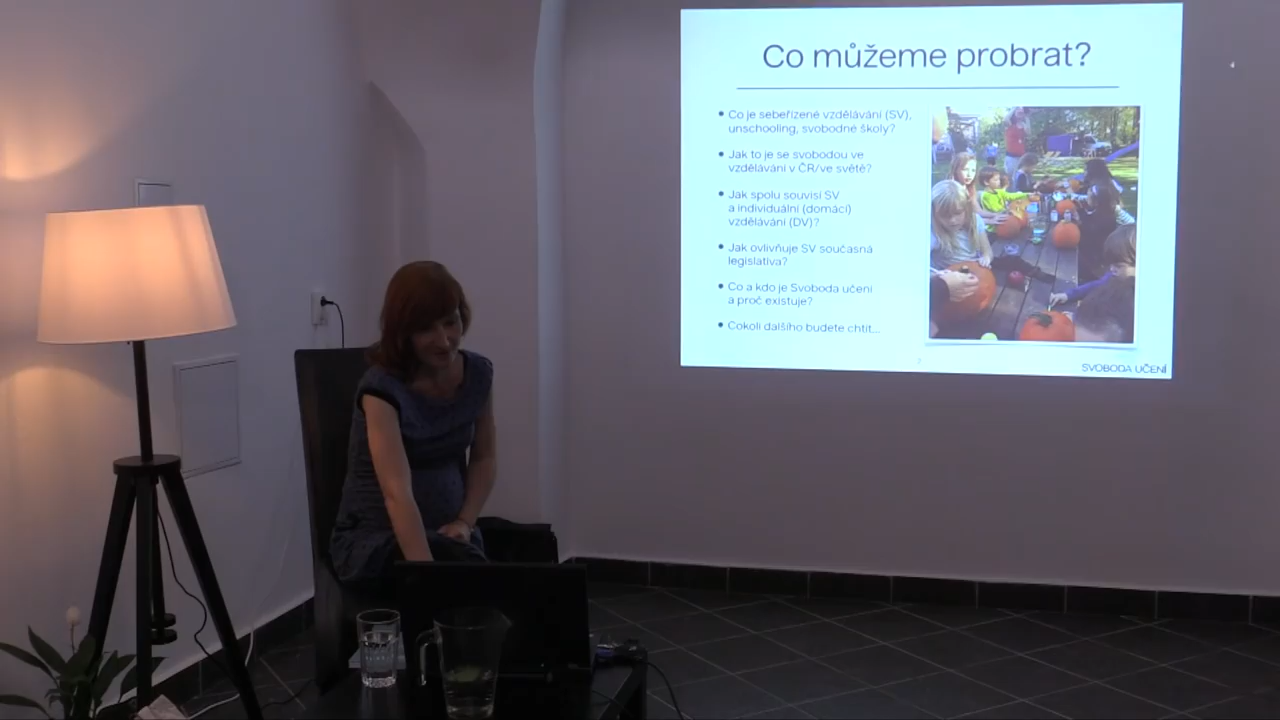 Co můžeme probrat?
• Co je sebeřízené vzdělávání (SV),
unschooling, svobodné školy?
• Jak to je se svobodou ve
vzdělávání v ČR/ve světě?
• Jak spolu souvisí SV
a individuální (domácí)
vzdělávání (DV)?
• Jak ovlivňuje SV současná
legislativa?
• Co a kdo je Svoboda učení
a proč existuje?
• Cokoli dalšího budete chtít...
SVOBODA UČENÍ